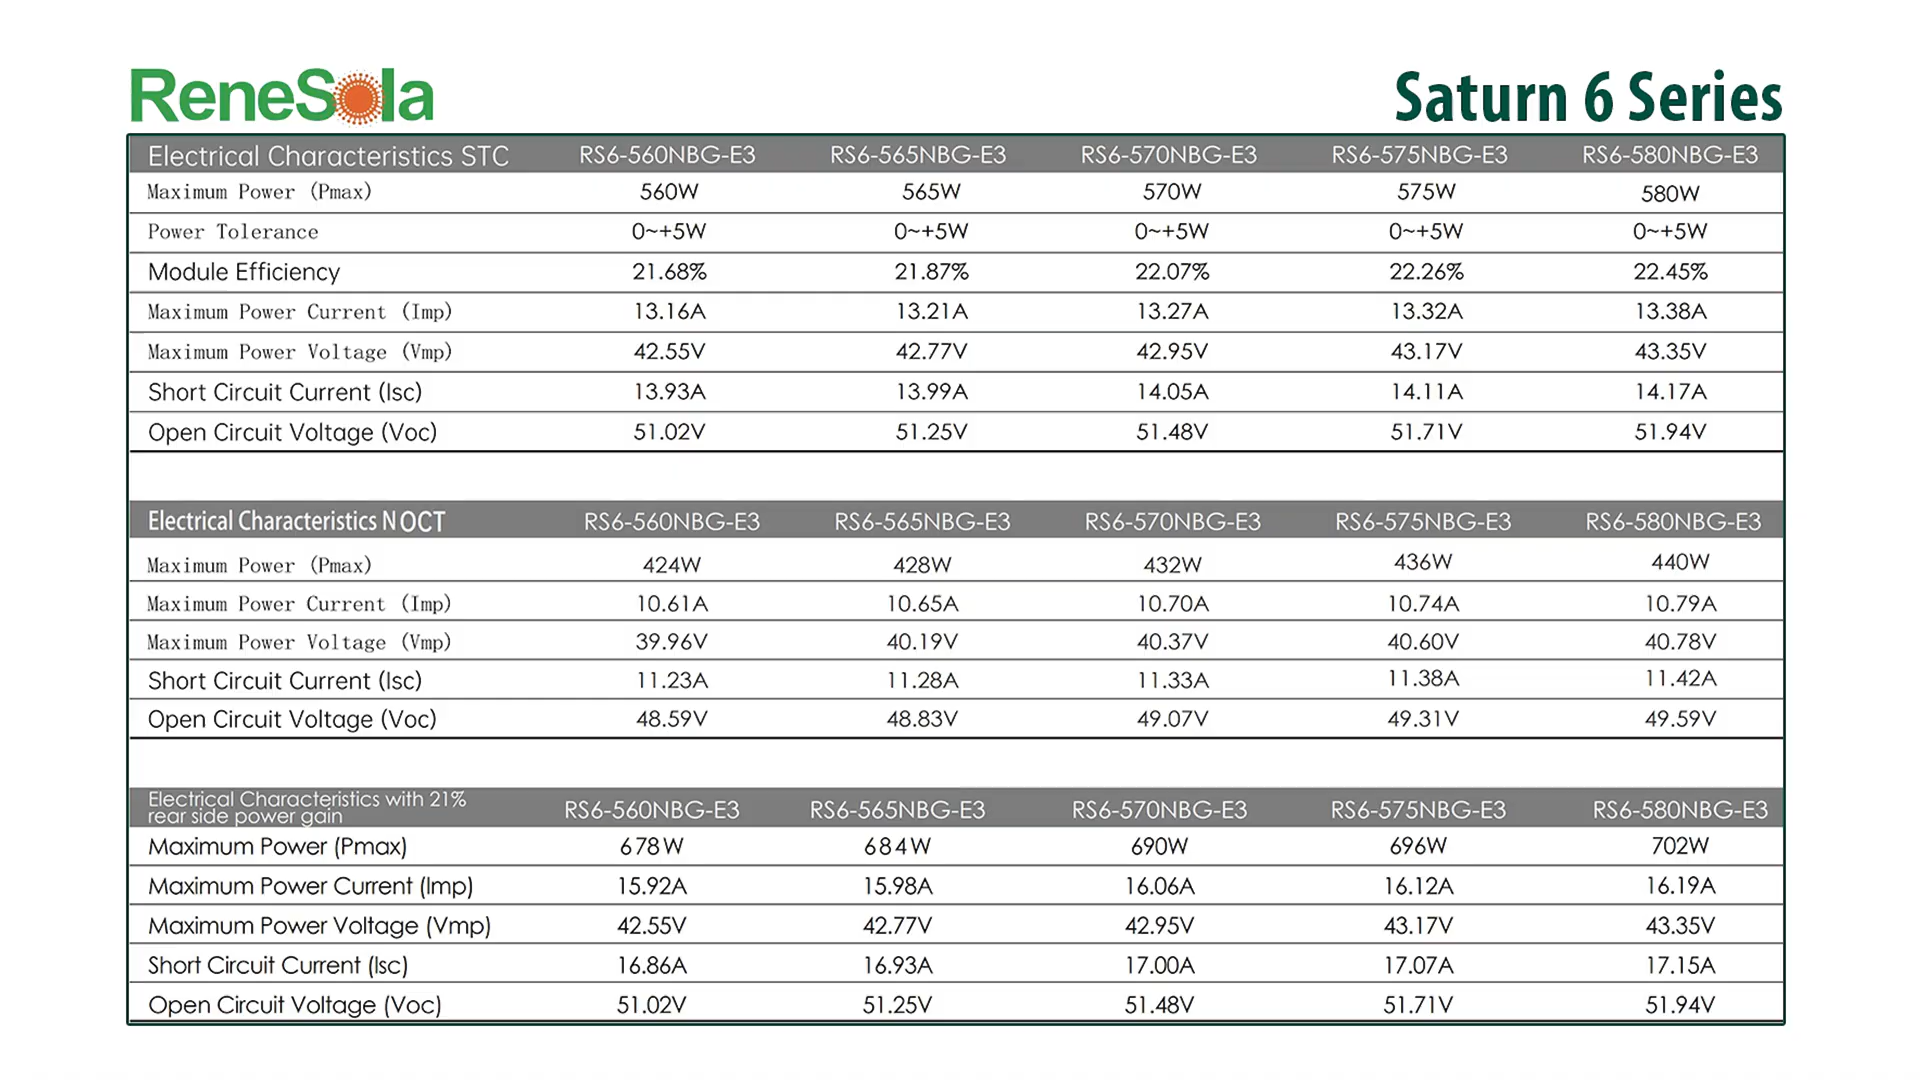 ReneSola
Saturn 6 Series
Electrical Characteristics STC RS6-560NBG-E3 RS6-565NBG-E3 RS6-570NBG-E3 RS6-575NBG-E3 RS6-580NBG-E3
Maximum Power (Pmax) 560W 565W 570W 575W 580W
Power Tolerance 0~+5W 0~+5W 0~+5W 0~+5W 0~+5W
Module Efficiency 21.68% 21.87% 22.07% 22.26% 22.45%
Maximum Power Current (Imp) 13.16A 13.21A 13.27A 13.32A 13.38A
Maximum Power Voltage (Vmp) 42.55V 42.77V 42.95V 43.17V 43.35V
Short Circuit Current (Isc) 13.93A 13.99A 14.05A 14.11A 14.17A
Open Circuit Voltage (Voc) 51.02V 51.25V 51.48V 51.71V 51.94V
Electrical Characteristics NOCT RS6-560NBG-E3 RS6-565NBG-E3 RS6-570NBG-E3 RS6-575NBG-E3 RS6-580NBG-E3
Maximum Power (Pmax) 424W 428W 432W 436W 440W
Maximum Power Current (Imp) 10.61A 10.65A 10.70A 10.74A 10.79A
Maximum Power Voltage (Vmp) 39.96V 40.19V 40.37V 40.60V 40.78V
Short Circuit Current (Isc) 11.23A 11.28A 11.33A 11.38A 11.42A
Open Circuit Voltage (Voc) 48.59V 48.83V 49.07V 49.31V 49.59V
Electrical Characteristics with 21%
rear side power gain RS6-560NBG-E3 RS6-565NBG-E3 RS6-570NBG-E3 RS6-575NBG-E3 RS6-580NBG-E3
Maximum Power (Pmax) 678W 684W 690W 696W 702W
Maximum Power Current (Imp) 15.92A 15.98A 16.06A 16.12A 16.19A
Maximum Power Voltage (Vmp) 42.55V 42.77V 42.95V 43.17V 43.35V
Short Circuit Current (Isc) 16.86A 16.93A 17.00A 17.07A 17.15A
Open Circuit Voltage (Voc) 51.02V 51.25V 51.48V 51.71V 51.94V